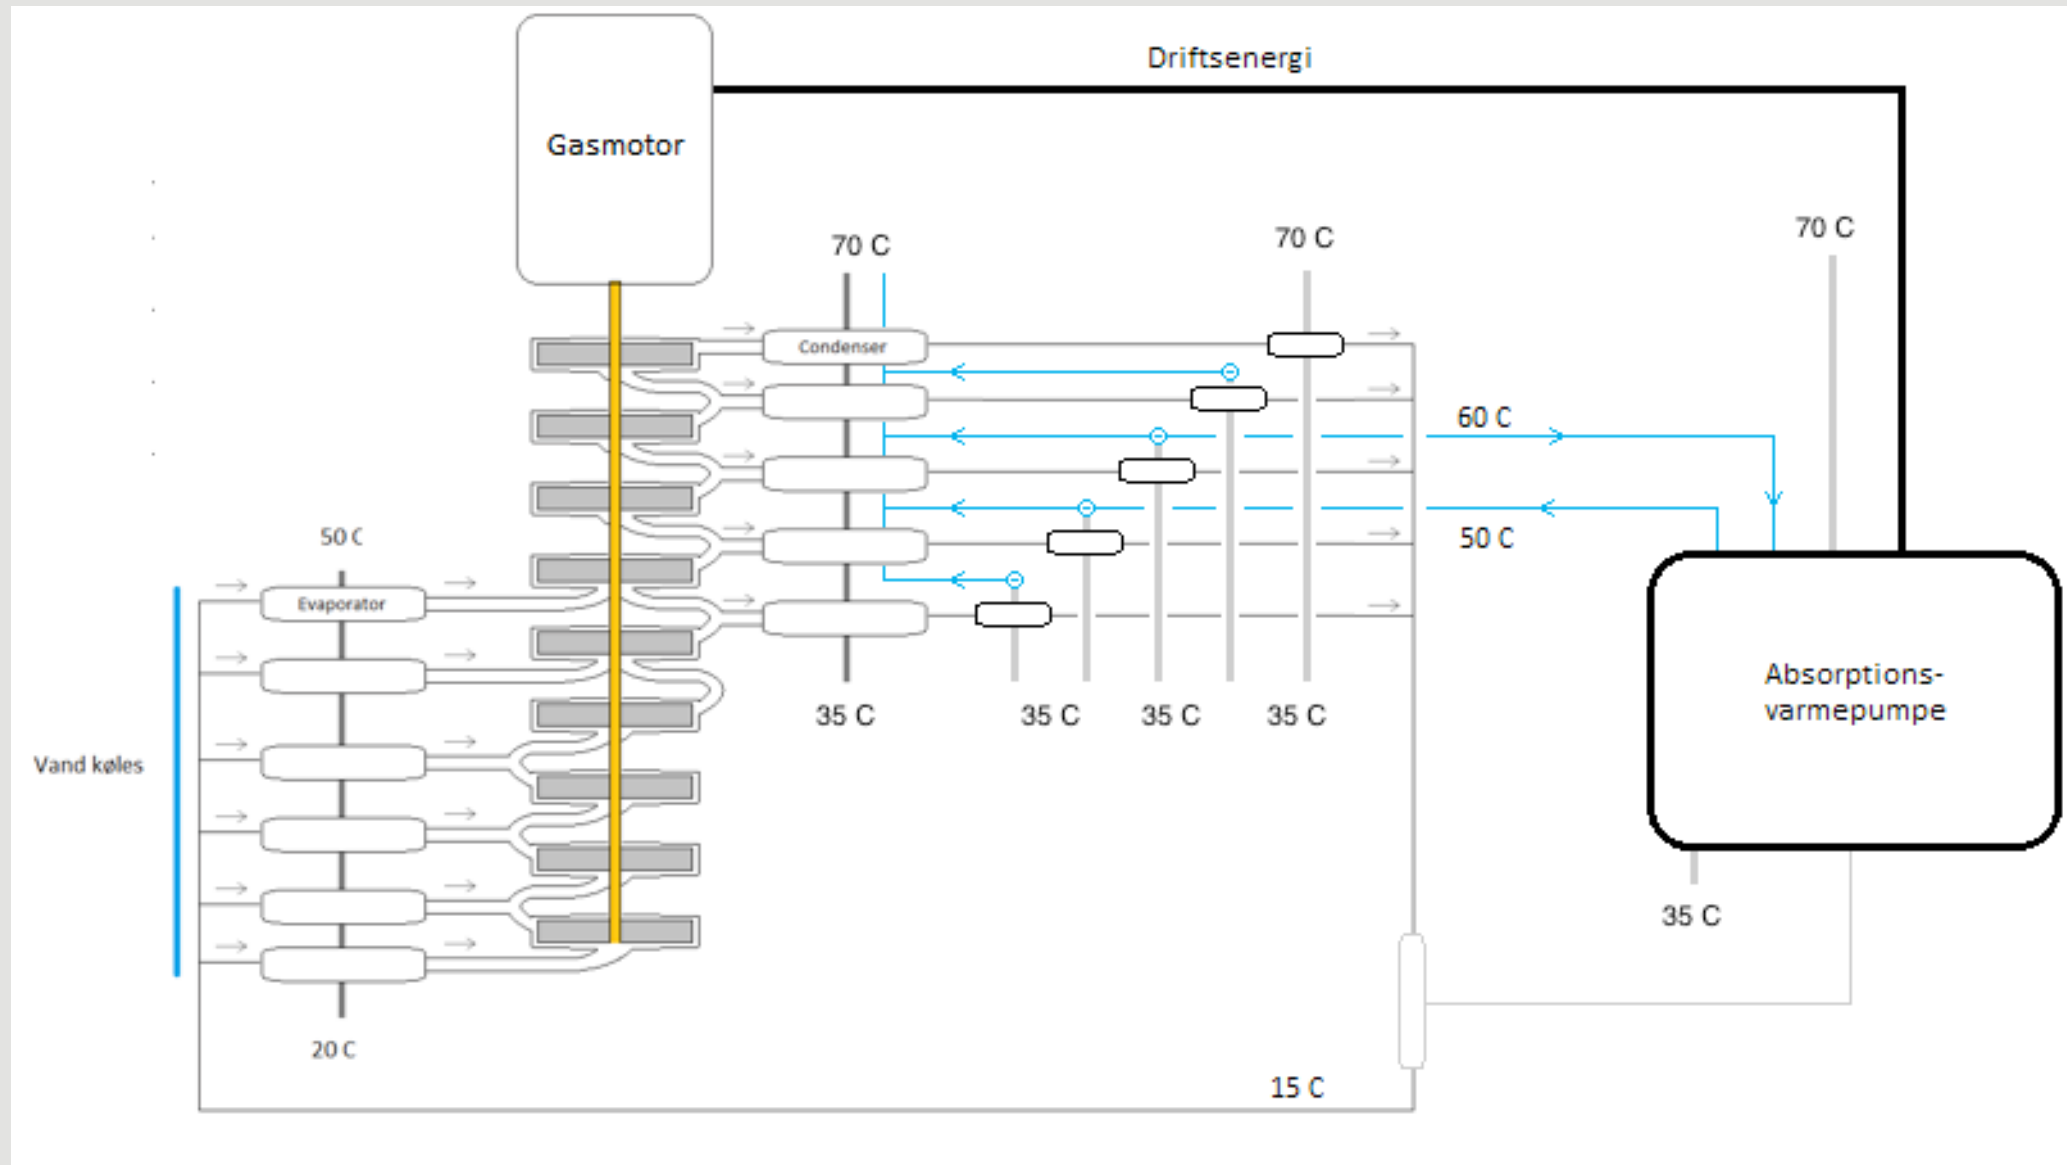 Driftsenergi
Gasmotor
70 C
70 C
70 C
Condenser
60 C
50 C
50 C
Evaporator
Absorptions-
varmepumpe
35 C
35 C
35 C
35 C
Vand køles
35 C
20 C
15 C